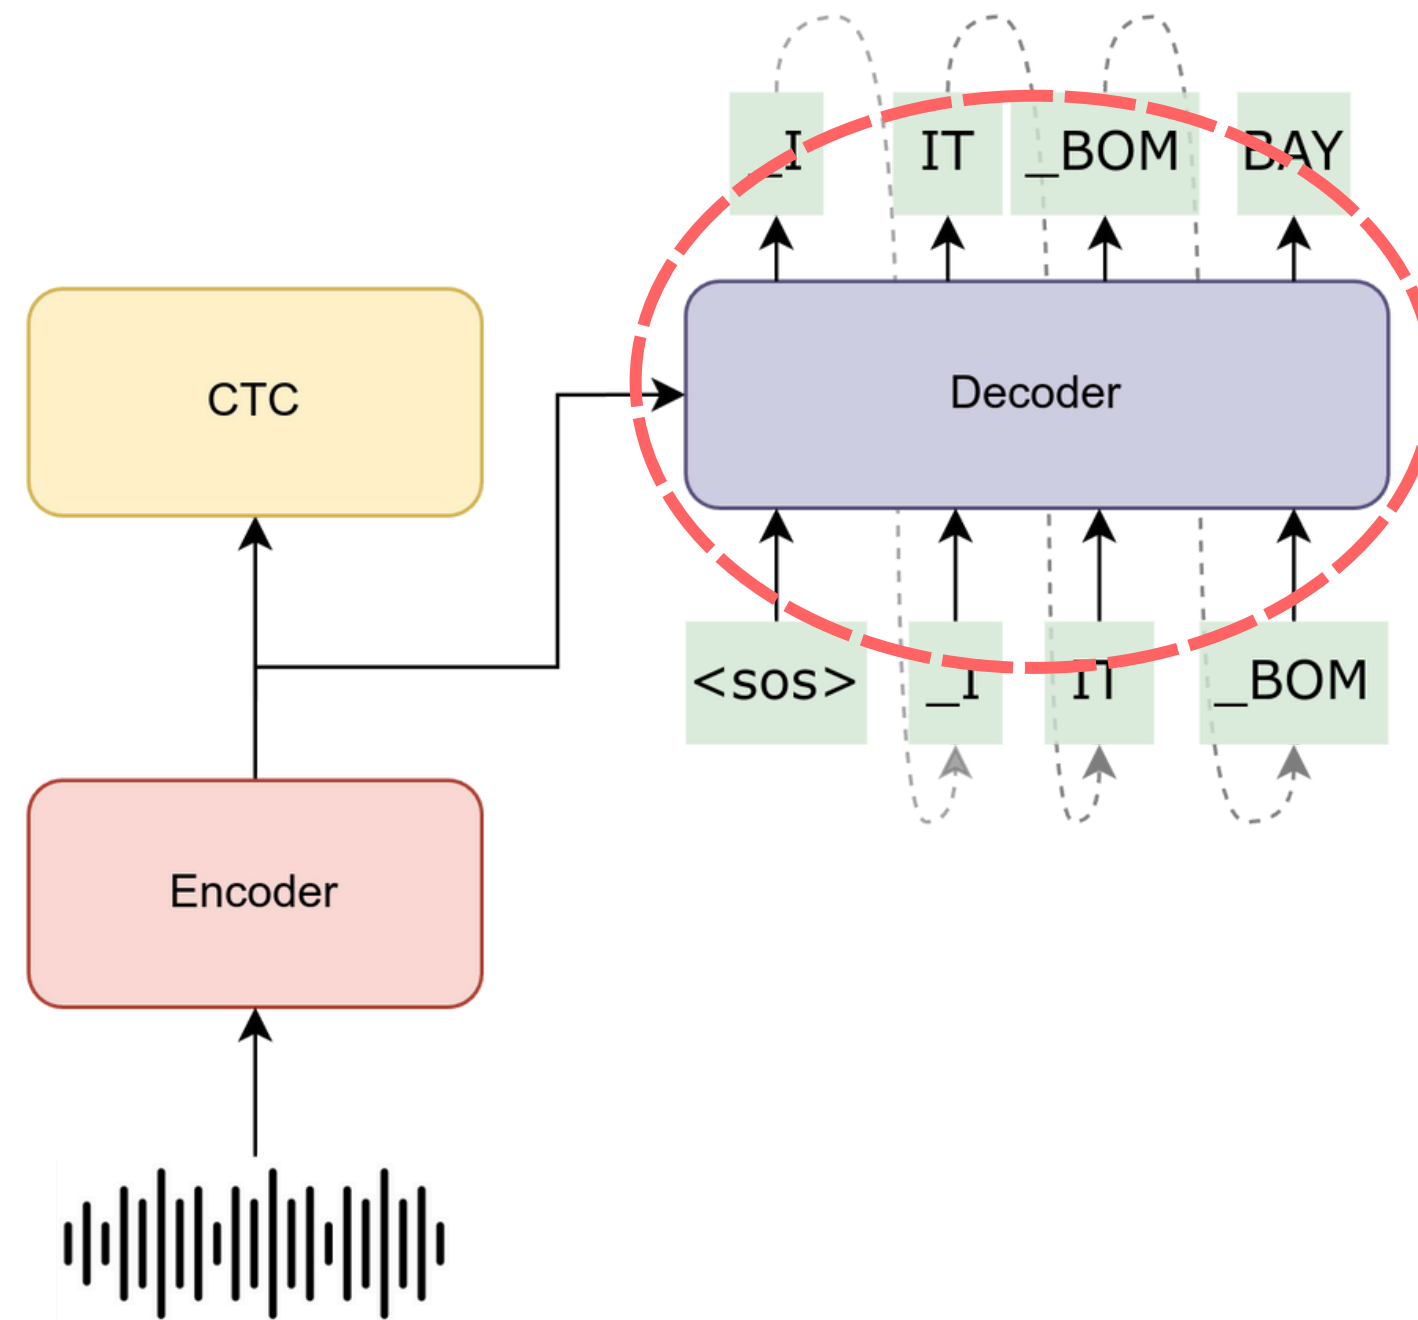 _I IT _BOM BAY
CTC
Decoder
<sos> _I IT _BOM
Encoder